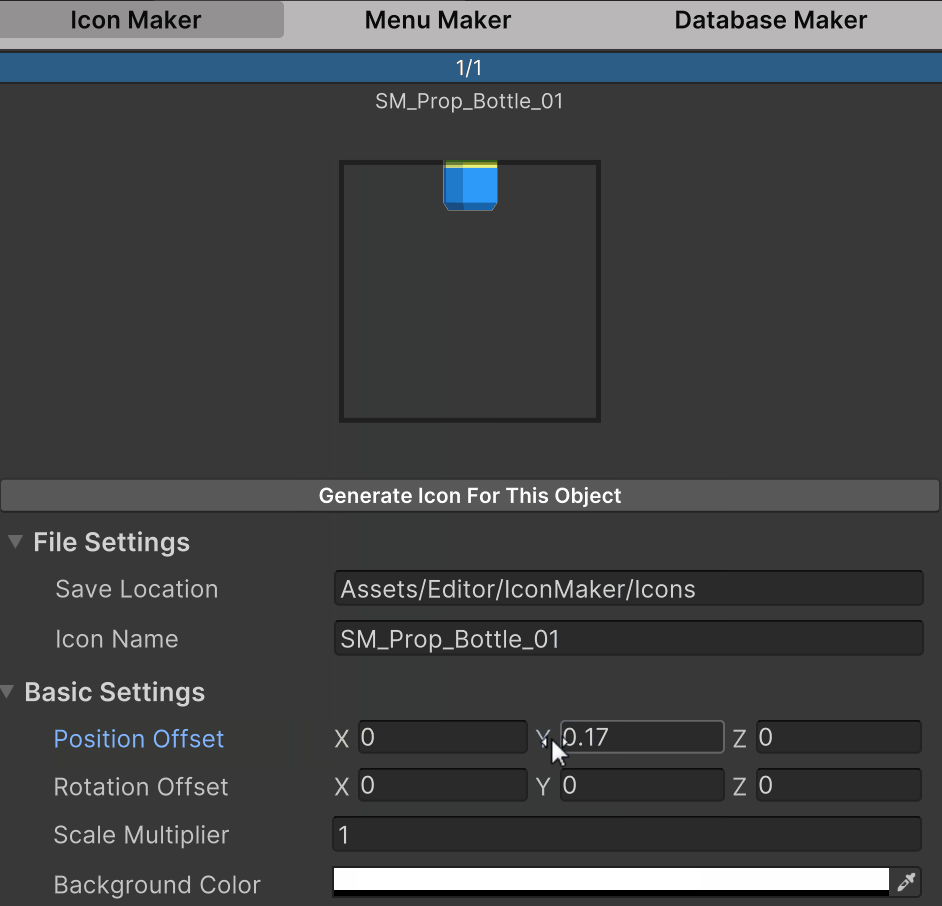 Icon Maker Menu Maker Database Maker
1/1
SM_Prop_Bottle_01
Generate Icon For This Object
File Settings
Save Location Assets/Editor/IconMaker/Icons
Icon Name SM_Prop_Bottle_01
Basic Settings
Position Offset X 0 Y 0.17 Z 0
Rotation Offset X 0 Y 0 Z 0
Scale Multiplier 1
Background Color